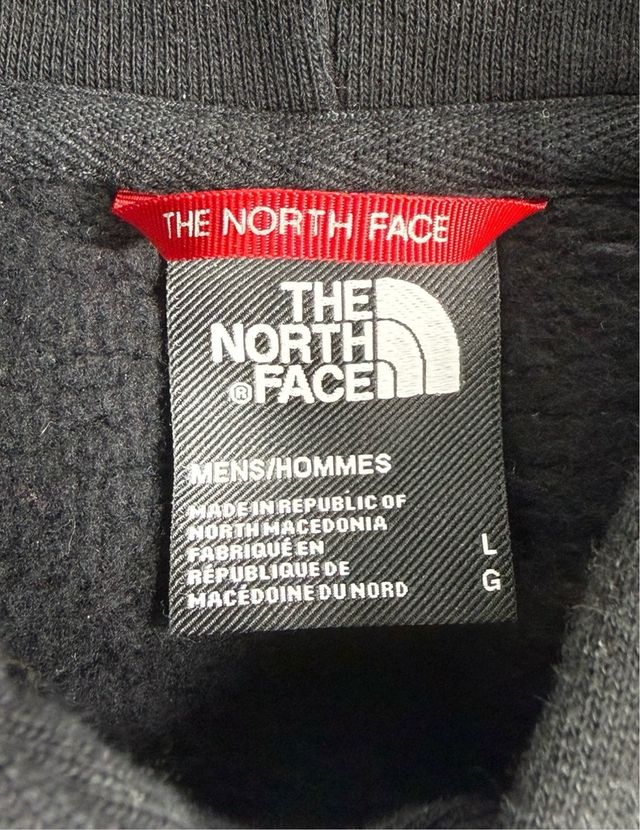 THE NORTH FACE
THE
NORTH
® FACE
MENS/HOMMES
MADE IN REPUBLIC OF
NORTH MACEDONIA
FABRIQUÉ EN
RÉPUBLIQUE DE
MACÉDOINE DU NORD
L
G